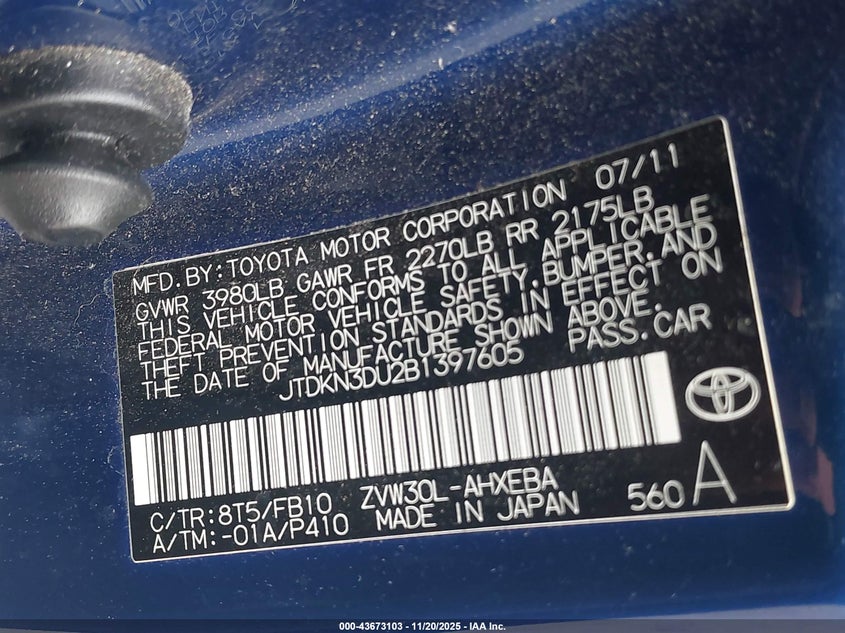 MFD.BY:TOYOTA MOTOR CORPORATION 07/11
GVWR 3980LB GAWR FR 2270LB RR 2175LB
THIS VEHICLE CONFORMS TO ALL APPLICABLE
FEDERAL MOTOR VEHICLE SAFETY,BUMPER,AND
THEFT PREVENTION STANDARDS IN EFFECT ON
THE DATE OF MANUFACTURE SHOWN ABOVE.
JTDKN3DU2B1397605 PASS.CAR
C/TR:8T5/FB10 ZVW30L-AHXEBA
A/TM:-01A/P410 MADE IN JAPAN 560 A
000-43673103 - 11/20/2025 - IAA Inc.